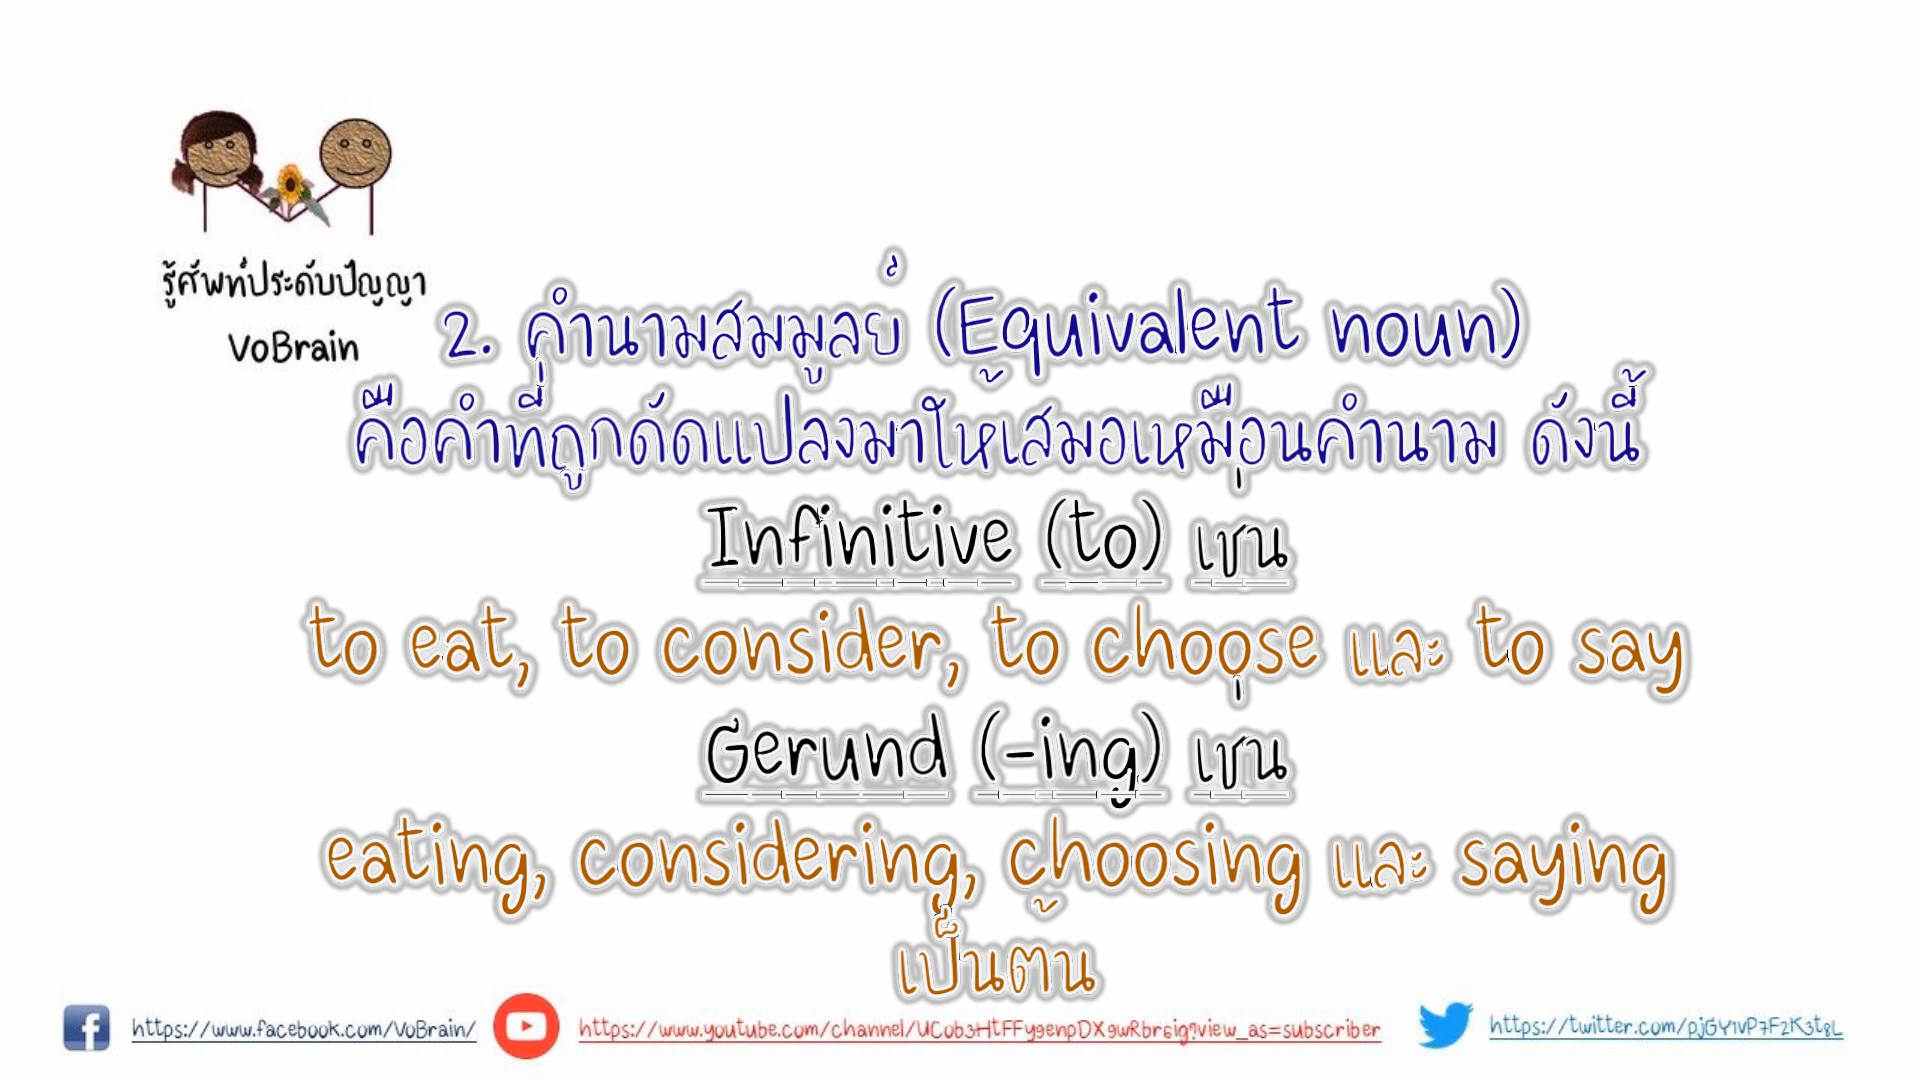 รู้ศัพท์ประดับปัญญา
VoBrain
2. คำนามสมมูลย์ (Equivalent noun)
คือคำที่ถูกดัดแปลงมาให้เสมอเหมือนคำนาม ดังนี้
Infinitive (to) เช่น
to eat, to consider, to choose และ to say
Gerund (-ing) เช่น
eating, considering, choosing และ saying
เป็นต้น
https://www.facebook.com/VoBrain/
https://www.youtube.com/channel/UCob3HtFFy9enpDX9wRbr6ig?view_as=subscriber
https://twitter.com/pjGY1vP7F2K3t8L